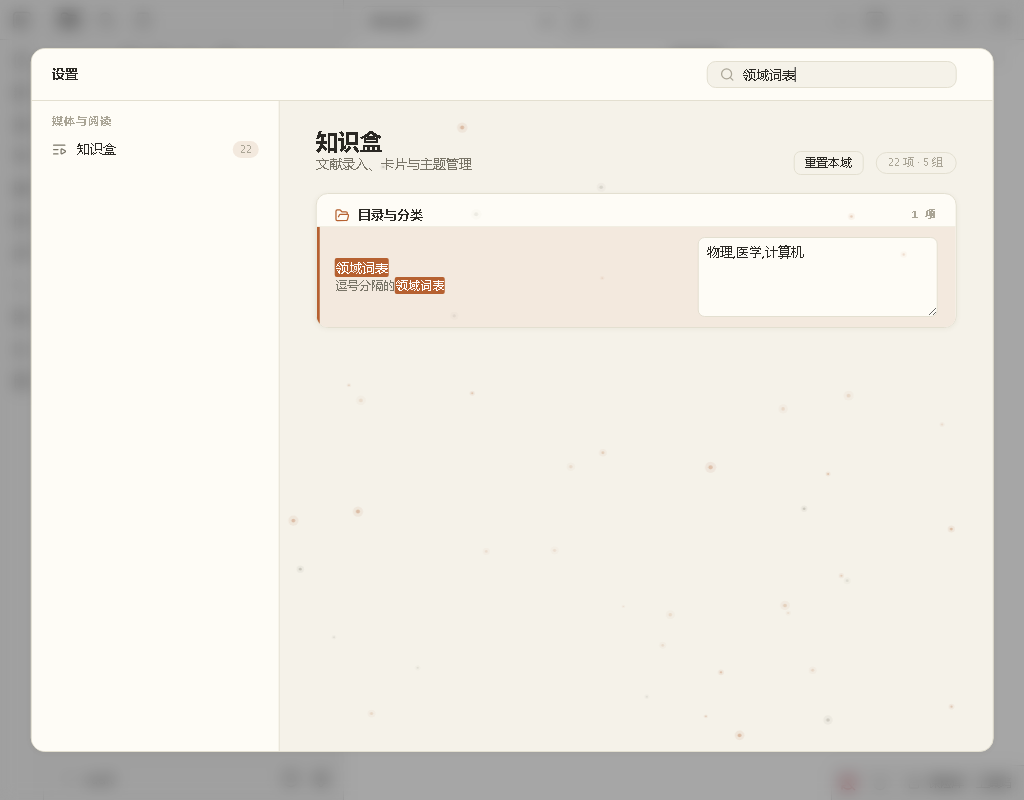 设置
领域词表
媒体与阅读
知识盒
22
知识盒
文献录入、卡片与主题管理
重置本域
22 项 · 5 组
目录与分类
1 项
领域词表
逗号分隔的领域词表
物理,医学,计算机